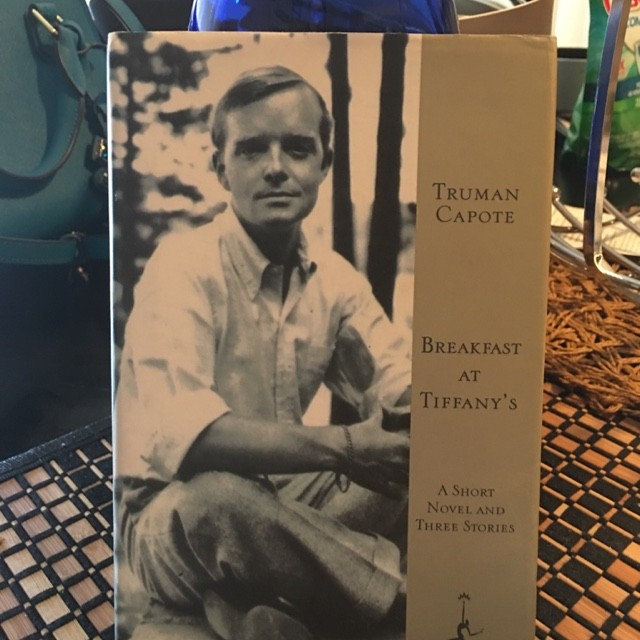 TRUMAN
CAPOTE
BREAKFAST
AT
TIFFANY'S
A SHORT
NOVEL AND
THREE STORIES